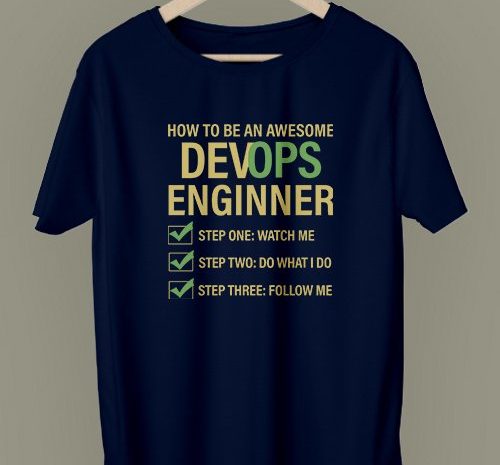 HOW TO BE AN AWESOME
DEVOPS
ENGINNER
STEP ONE: WATCH ME
STEP TWO: DO WHAT I DO
STEP THREE: FOLLOW ME